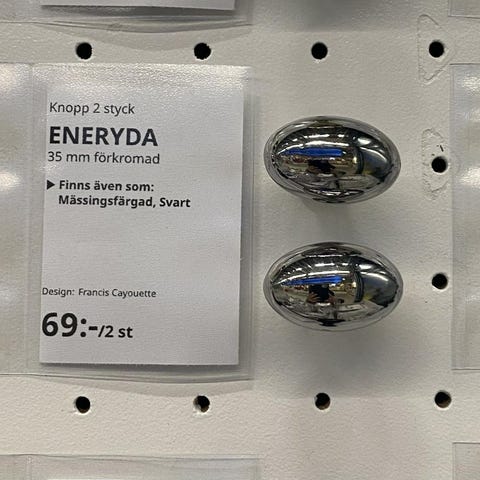 Knopp 2 styck
ENERYDA
35 mm förkromad
▶ Finns även som:
Mässingsfärgad, Svart
Design: Francis Cayouette
69:-/2 st